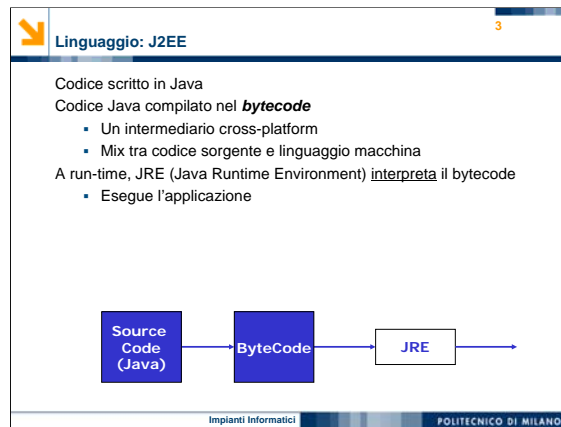 3
Linguaggio: J2EE
Codice scritto in Java
Codice Java compilato nel bytecode
▪ Un intermediario cross-platform
▪ Mix tra codice sorgente e linguaggio macchina
A run-time, JRE (Java Runtime Environment) interpreta il bytecode
▪ Esegue l'applicazione
Source
Code
(Java)
ByteCode
JRE
Impianti Informatici
POLITECNICO DI MILANO